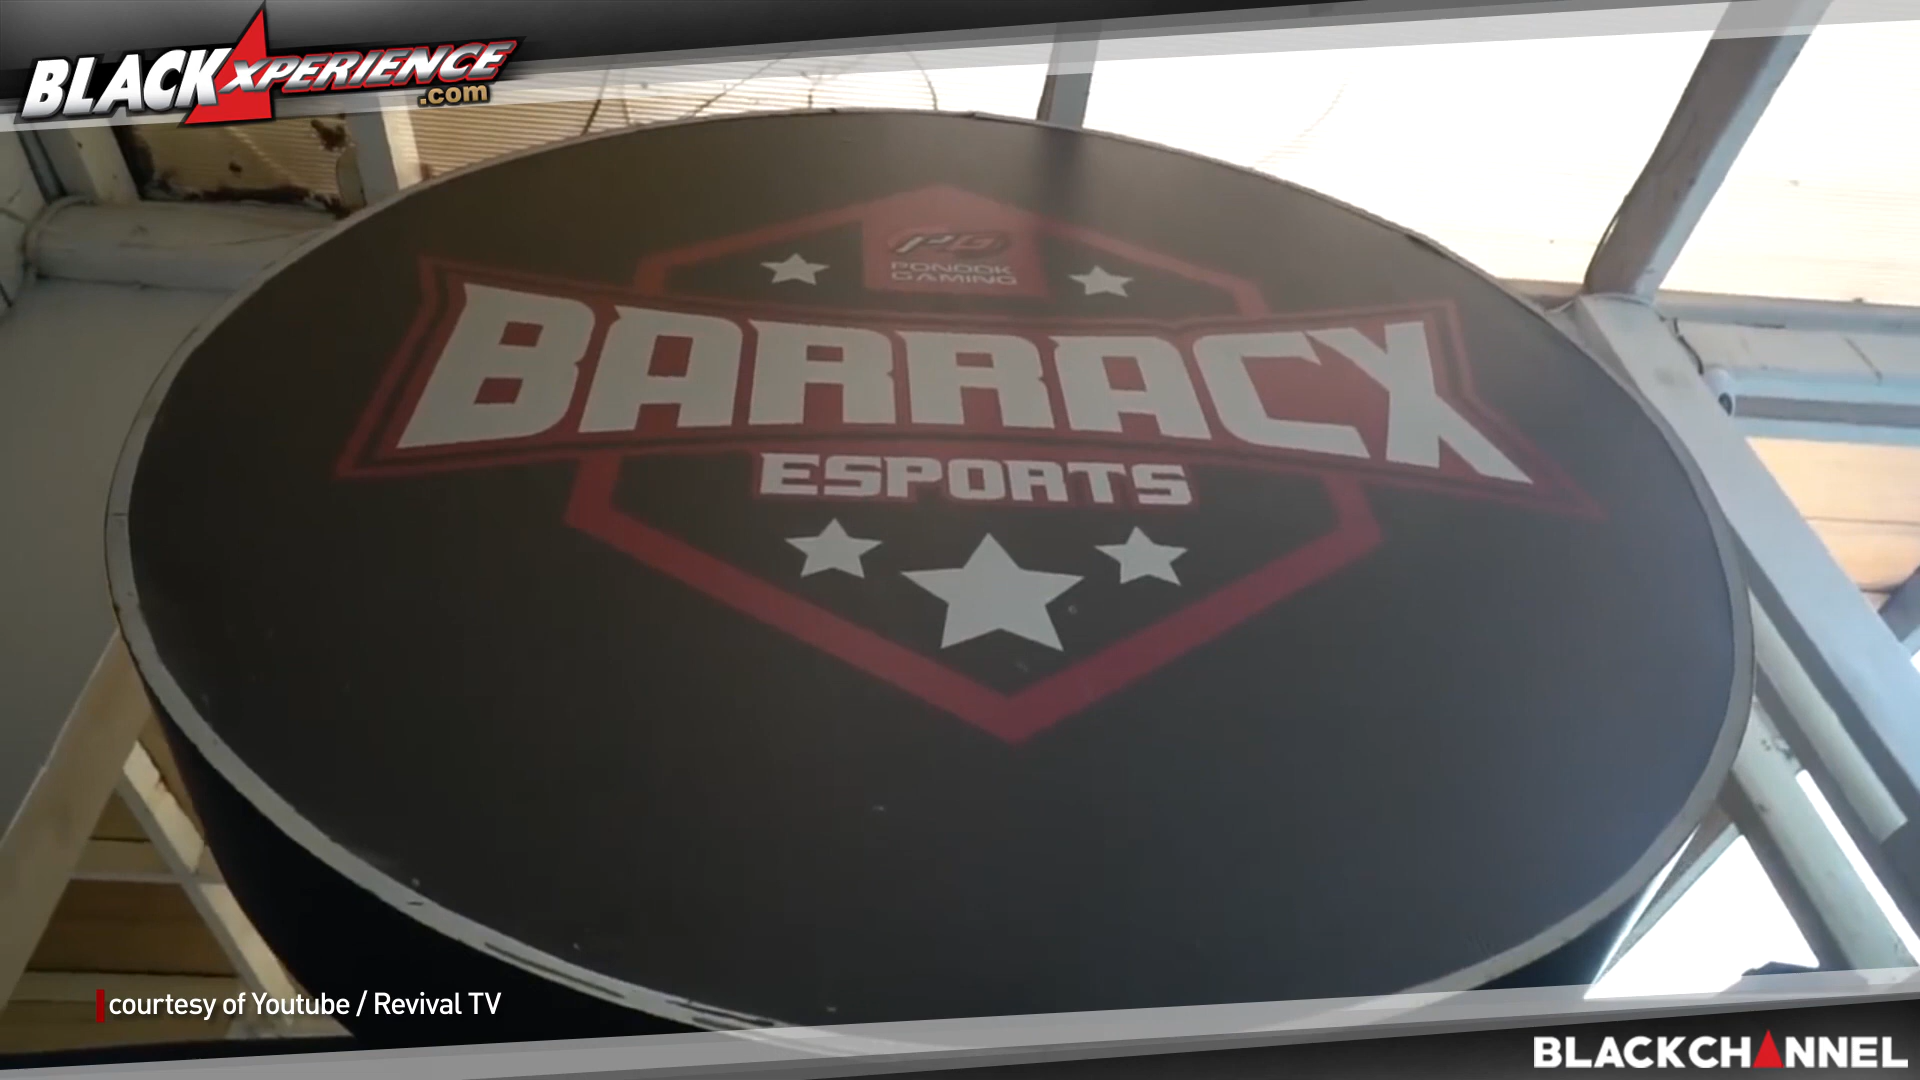 BLACKXPERIENCE
.com
PG
PONDOK
GAMING
BARRACX
ESPORTS
courtesy of Youtube / Revival TV
BLACKCHANNEL